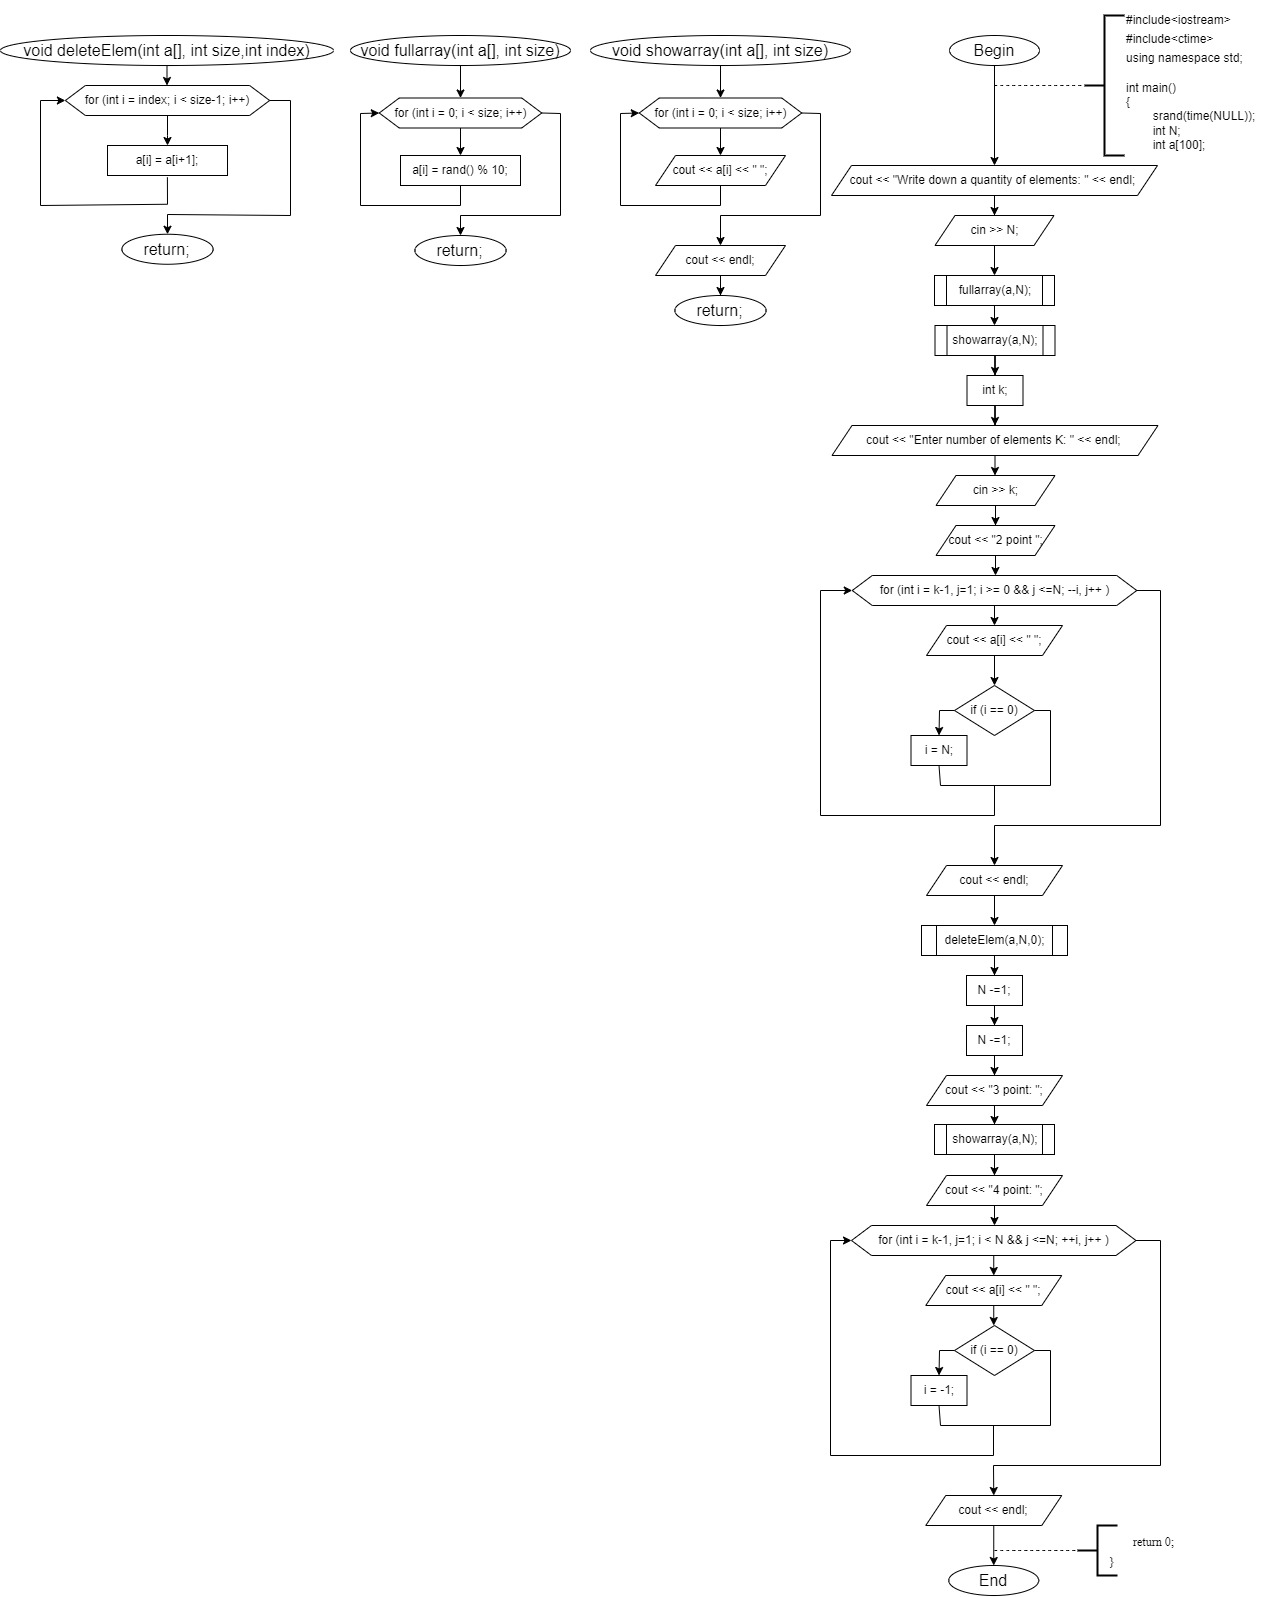 void deleteElem(int a[], int size,int index)
for (int i = index; i < size-1; i++)
a[i] = a[i+1];
return;
void fullarray(int a[], int size)
for (int i = 0; i < size; i++)
a[i] = rand() % 10;
return;
void showarray(int a[], int size)
for (int i = 0; i < size; i++)
cout << a[i] << " ";
cout << endl;
return;
Begin
#include<iostream>
#include<ctime>
using namespace std;
int main()
{
srand(time(NULL));
int N;
int a[100];
cout << "Write down a quantity of elements: " << endl;
cin >> N;
fullarray(a,N);
showarray(a,N);
int k;
cout << "Enter number of elements K: " << endl;
cin >> k;
cout << "2 point ";
for (int i = k-1, j=1; i >= 0 && j <=N; --i, j++ )
cout << a[i] << " ";
if (i == 0)
i = N;
cout << endl;
deleteElem(a,N,0);
N -=1;
N -=1;
cout << "3 point: ";
showarray(a,N);
cout << "4 point: ";
for (int i = k-1, j=1; i < N && j <=N; ++i, j++ )
cout << a[i] << " ";
if (i == 0)
i = -1;
cout << endl;
return 0;
}
End